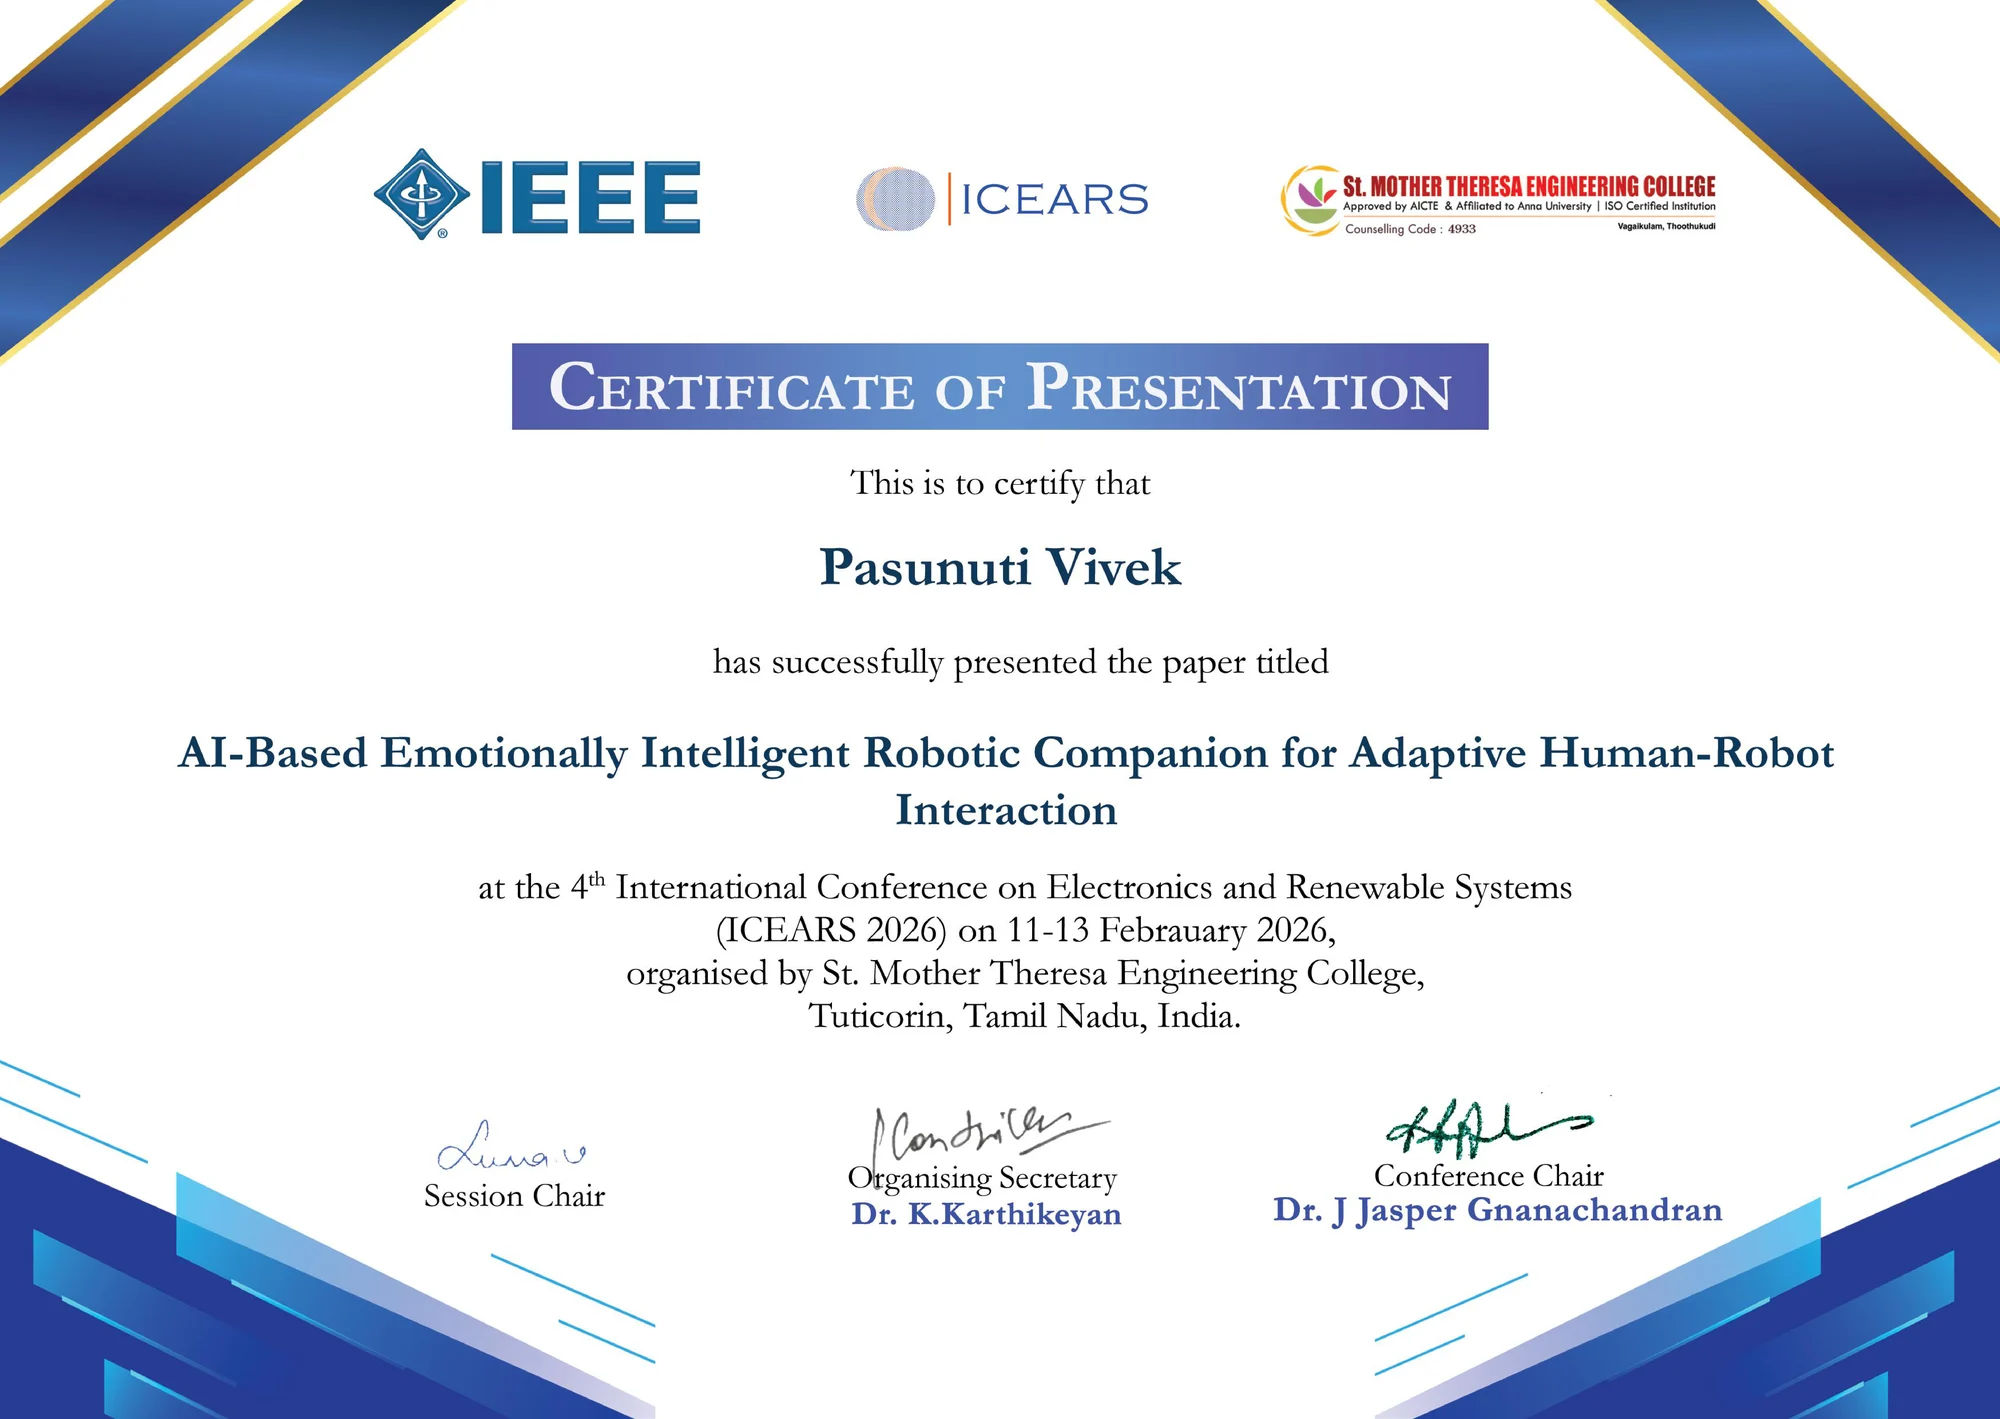 IEEE
®
ICEARS
St. MOTHER THERESA ENGINEERING COLLEGE
Approved by AICTE & Affiliated to Anna University | ISO Certified Institution
Counselling Code : 4933
Vagaikulam, Thoothukudi
CERTIFICATE OF PRESENTATION
This is to certify that
Pasunuti Vivek
has successfully presented the paper titled
AI-Based Emotionally Intelligent Robotic Companion for Adaptive Human-Robot
Interaction
at the 4th International Conference on Electronics and Renewable Systems
(ICEARS 2026) on 11-13 Febrauary 2026,
organised by St. Mother Theresa Engineering College,
Tuticorin, Tamil Nadu, India.
Session Chair
Organising Secretary
Dr. K.Karthikeyan
Conference Chair
Dr. J Jasper Gnanachandran